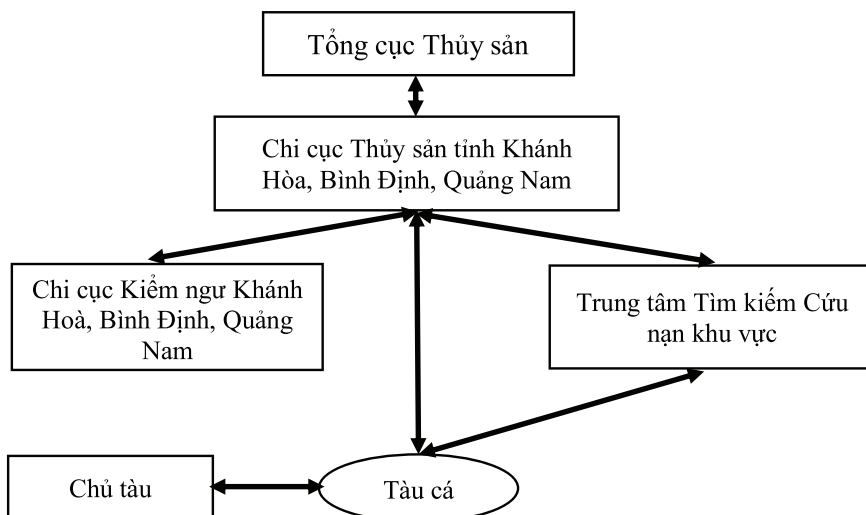 Tổng cục Thủy sản
Chi cục Thủy sản tỉnh Khánh
Hòa, Bình Định, Quảng Nam
Chi cục Kiểm ngư Khánh
Hoà, Bình Định, Quảng
Nam
Trung tâm Tìm kiếm Cứu
nạn khu vực
Chủ tàu
Tàu cá